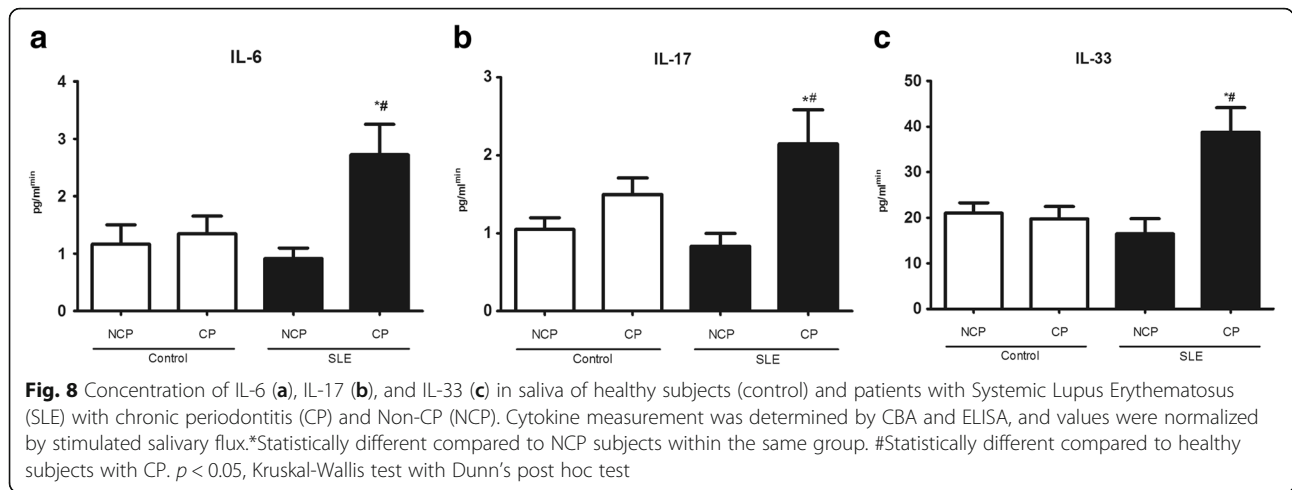 a
IL-6
pg/ml^min
4
3
2
1
0
*#
NCP CP NCP CP
Control SLE
b
IL-17
pg/ml^min
3
2
1
0
*#
NCP CP NCP CP
Control SLE
c
IL-33
pg/ml^min
50
40
30
20
10
0
*#
NCP CP NCP CP
Control SLE
Fig. 8 Concentration of IL-6 (a), IL-17 (b), and IL-33 (c) in saliva of healthy subjects (control) and patients with Systemic Lupus Erythematosus
(SLE) with chronic periodontitis (CP) and Non-CP (NCP). Cytokine measurement was determined by CBA and ELISA, and values were normalized
by stimulated salivary flux.*Statistically different compared to NCP subjects within the same group. #Statistically different compared to healthy
subjects with CP. p < 0.05, Kruskal-Wallis test with Dunn’s post hoc test